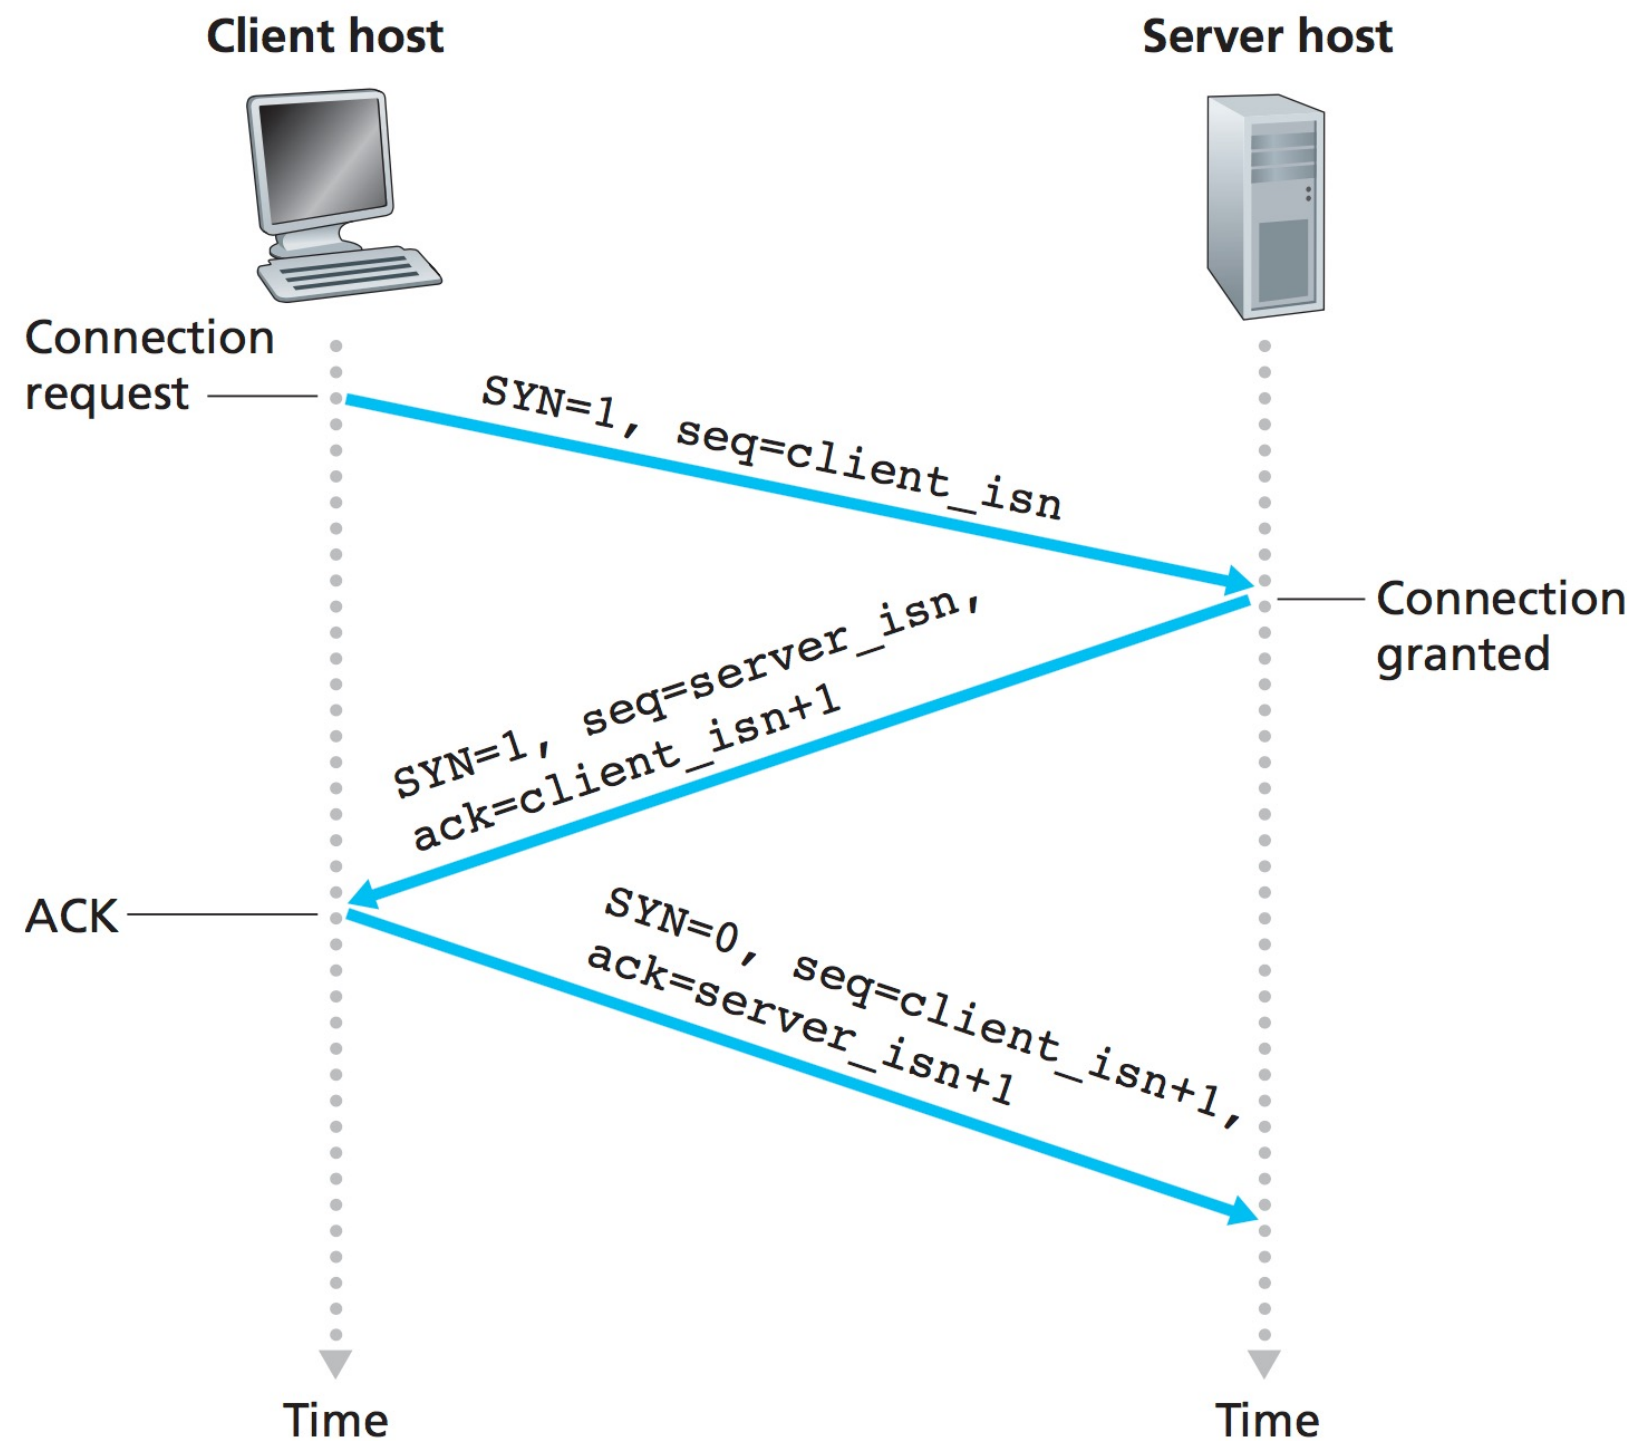 Client host
Server host
Connection
request
SYN=1, seq=client_isn
Connection
granted
SYN=1, seq=server_isn,
ack=client_isn+1
ACK
SYN=0, seq=client_isn+1,
ack=server_isn+1
Time
Time